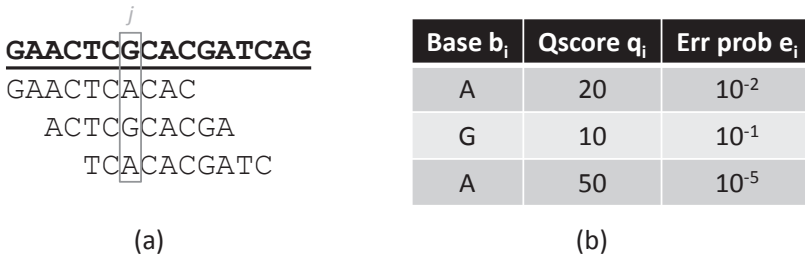 j
GAACTCGCACGATCAG
GAACTCACAC
ACTCGCACGA
TCACACGATC
(a)
Base bi Qscore qi Err prob ei
A 20 10-2
G 10 10-1
A 50 10-5
(b)